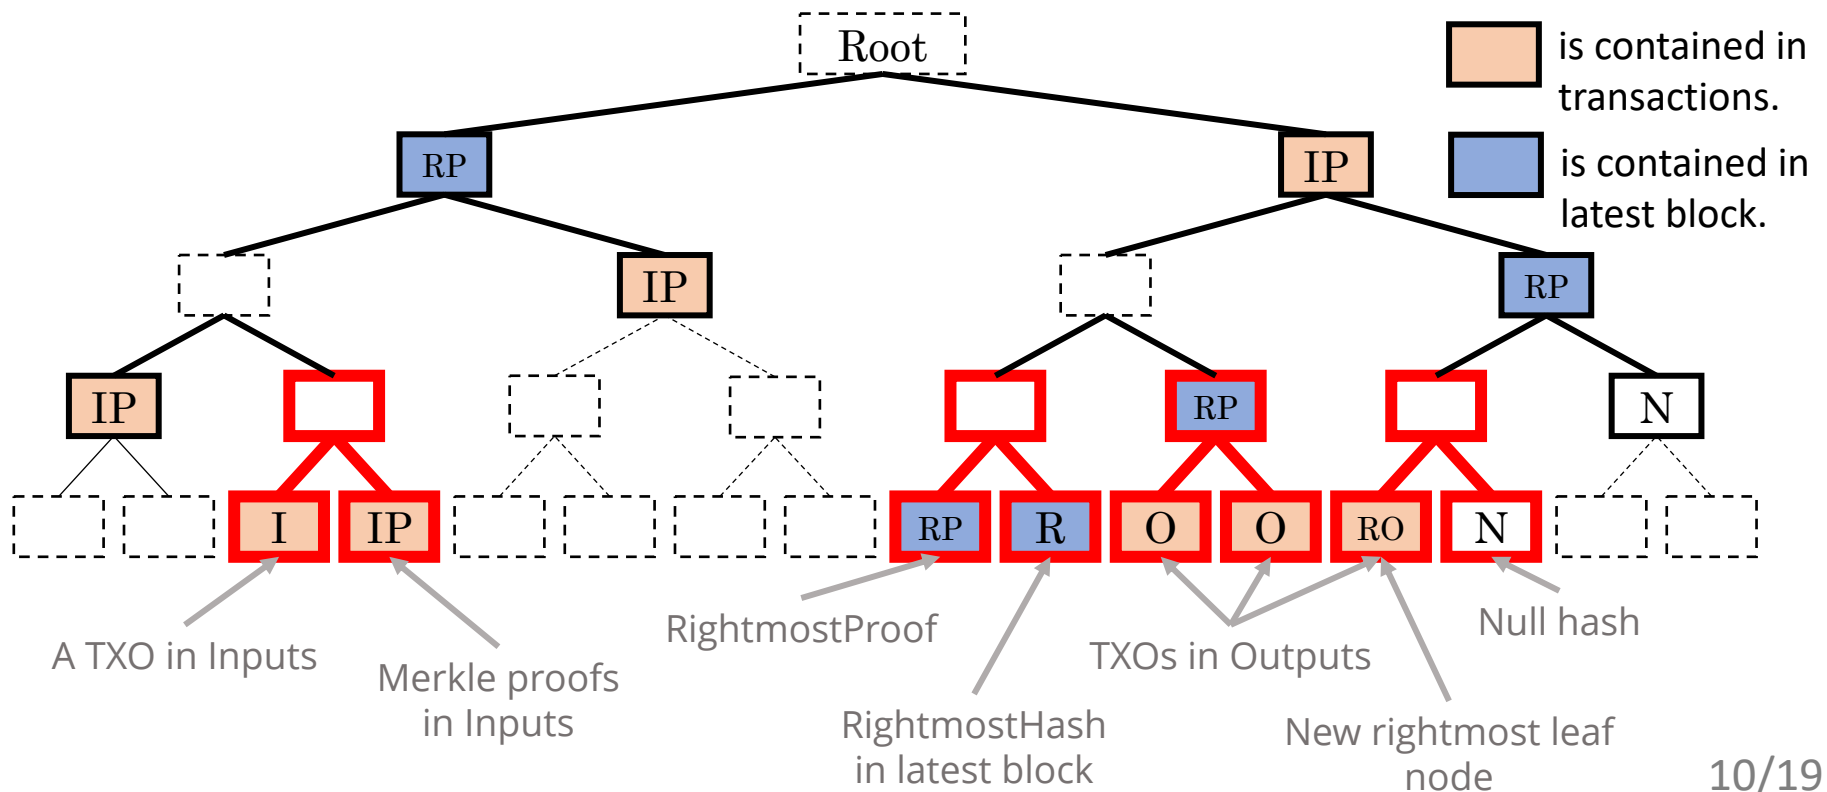 Root
is contained in
transactions.
RP
IP
is contained in
latest block.
IP
RP
IP
RP
N
I
IP
RP
R
O
O
RO
N
A TXO in Inputs
Merkle proofs
in Inputs
RightmostProof
RightmostHash
in latest block
TXOs in Outputs
Null hash
New rightmost leaf
node
10/19